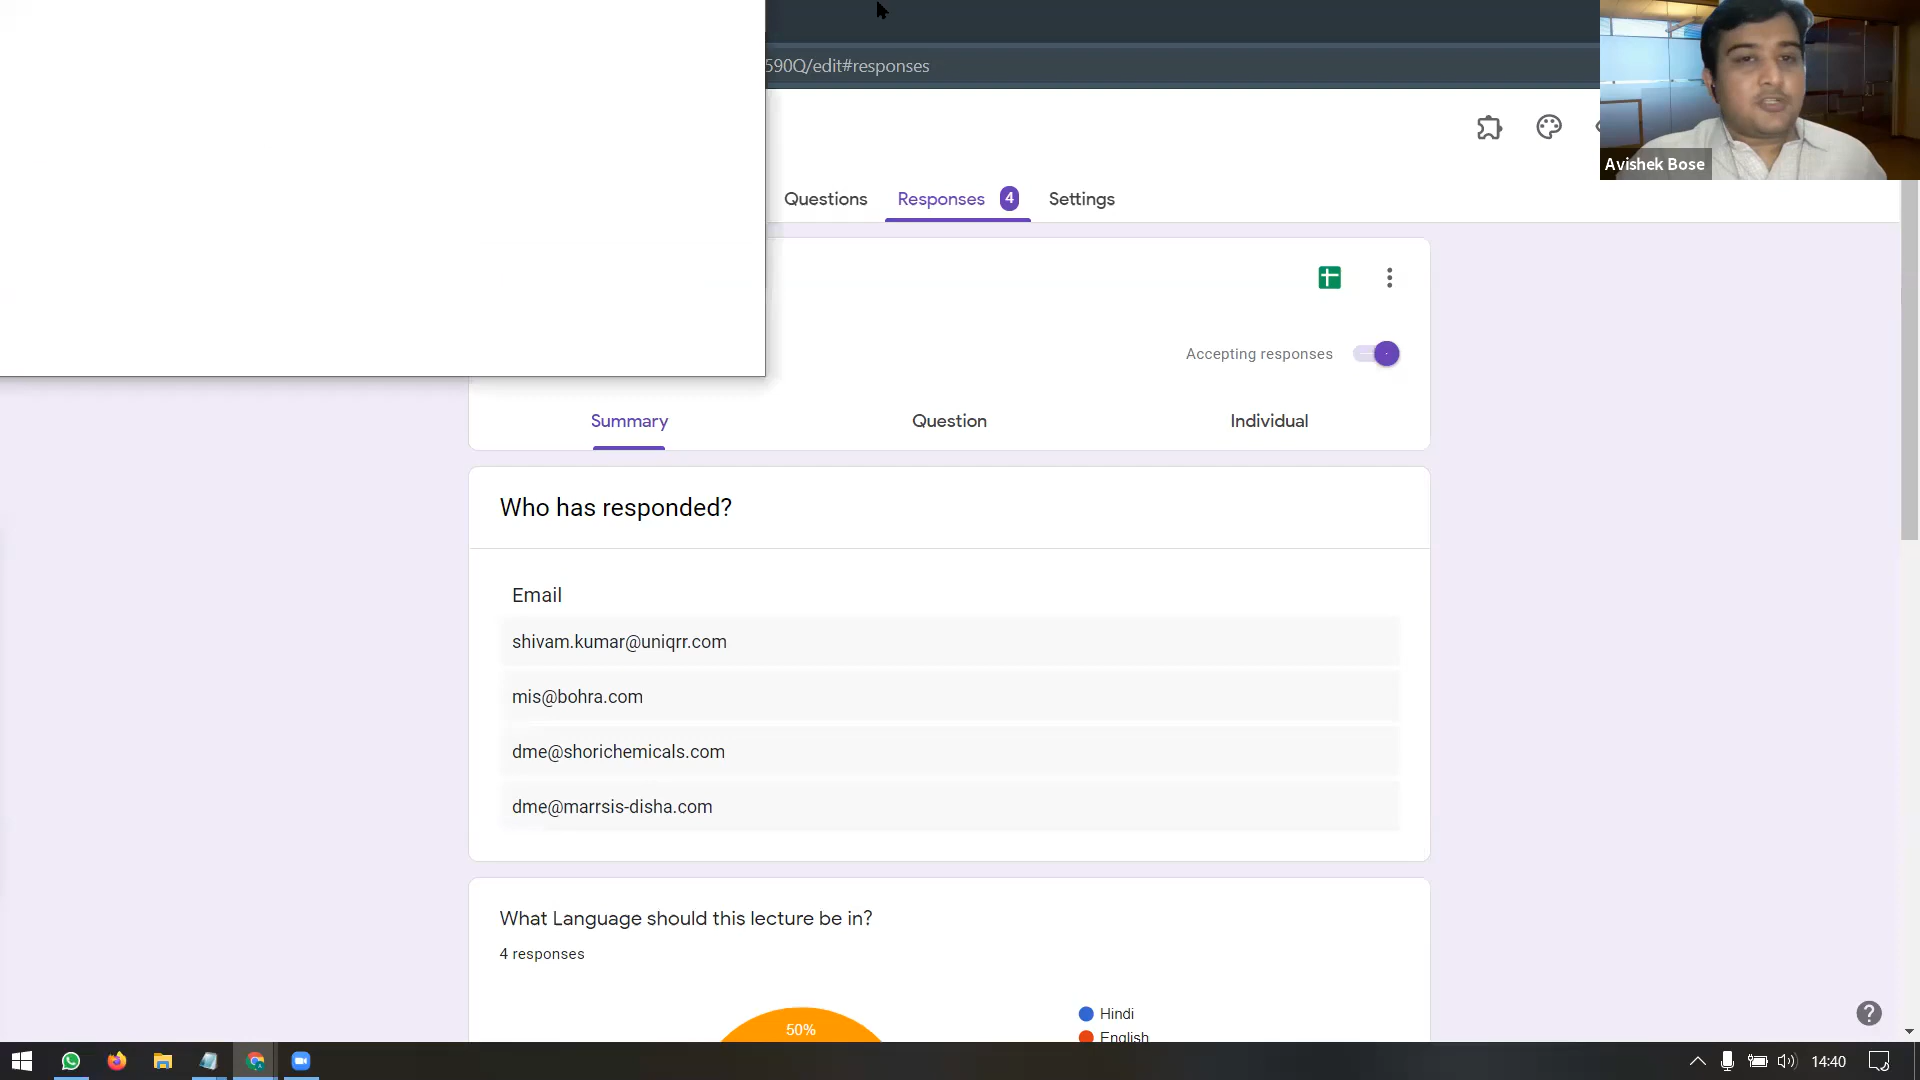 590Q/edit#responses
Avishek Bose
Questions
Responses 4
Settings
Accepting responses
Summary
Question
Individual
Who has responded?
Email
shivam.kumar@uniqrr.com
mis@bohra.com
dme@shorichemicals.com
dme@marrsis-disha.com
What Language should this lecture be in?
4 responses
50%
Hindi
English
14:40